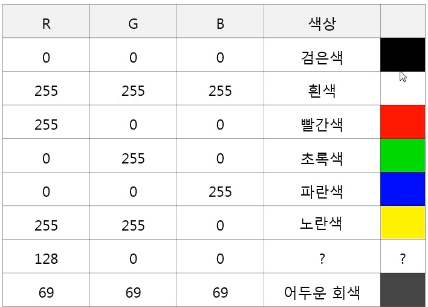 R G B 색상
0 0 0 검은색
255 255 255 흰색
255 0 0 빨간색
0 255 0 초록색
0 0 255 파란색
255 255 0 노란색
128 0 0 ? ?
69 69 69 어두운 회색